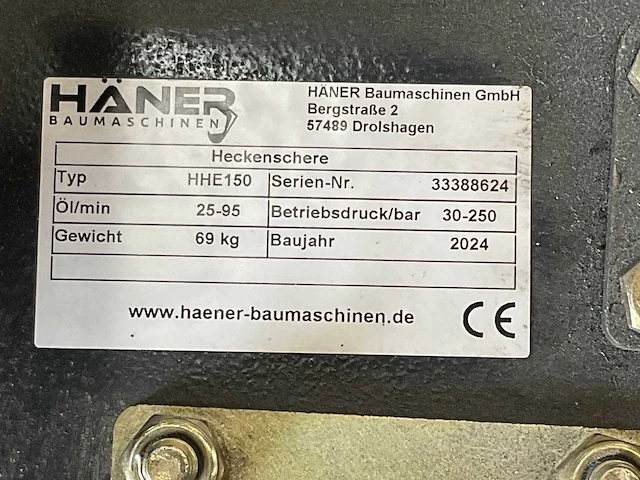 HÄNER
BAUMASCHINEN
HÄNER Baumaschinen GmbH
Bergstraße 2
57489 Drolshagen
Heckenschere
Typ HHE150 Serien-Nr. 33388624
Öl/min 25-95 Betriebsdruck/bar 30-250
Gewicht 69 kg Baujahr 2024
www.haener-baumaschinen.de CE